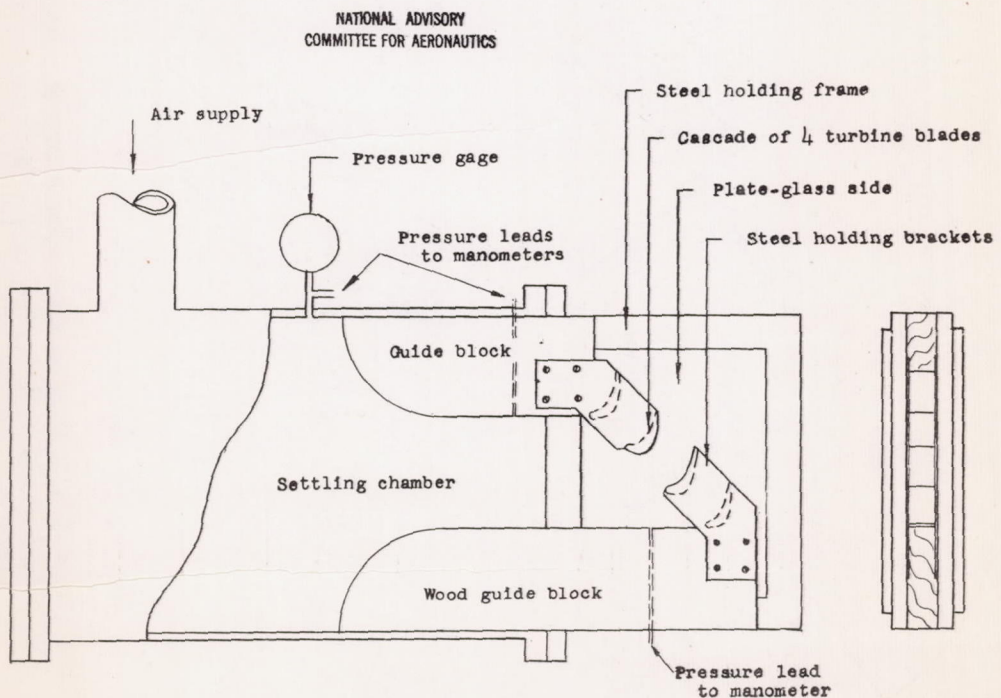 NATIONAL ADVISORY
COMMITTEE FOR AERONAUTICS
Air supply
Pressure gage
Pressure leads
to manometers
Steel holding frame
Cascade of 4 turbine blades
Plate-glass side
Steel holding brackets
Guide block
Settling chamber
Wood guide block
Pressure lead
to manometer